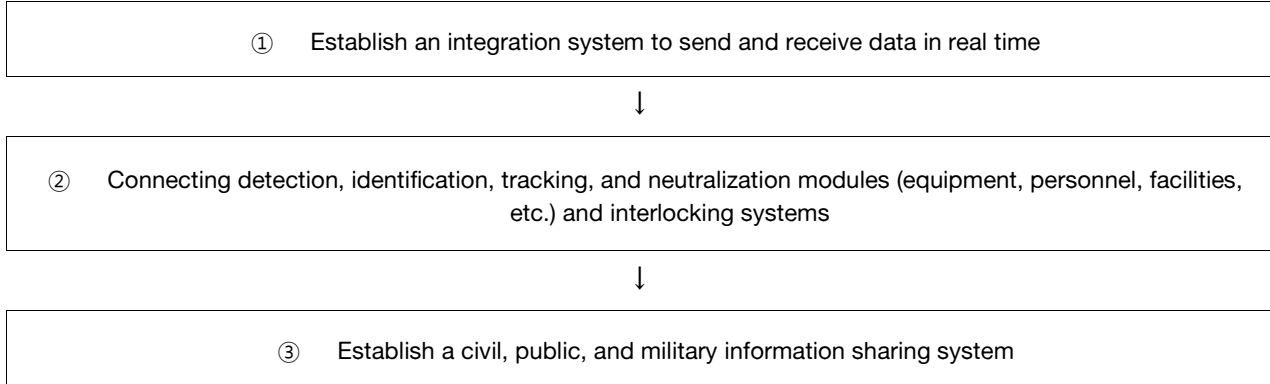 ① Establish an integration system to send and receive data in real time
↓
② Connecting detection, identification, tracking, and neutralization modules (equipment, personnel, facilities,
etc.) and interlocking systems
↓
③ Establish a civil, public, and military information sharing system